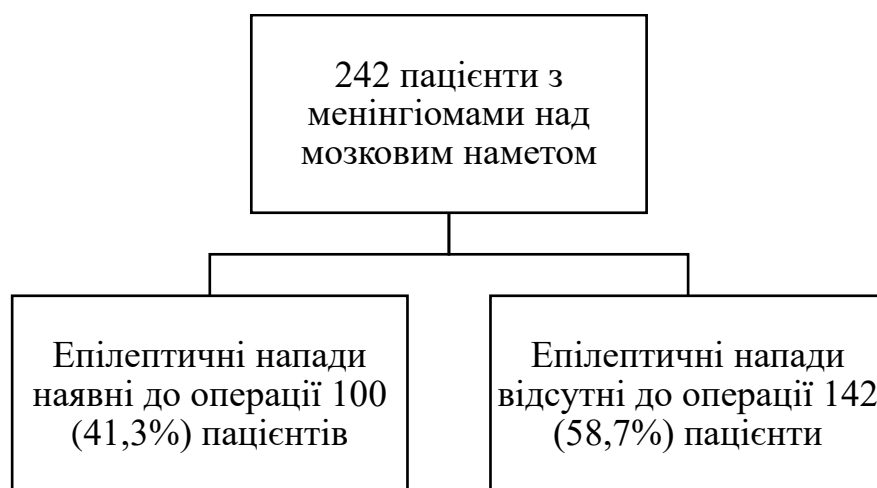 242 пацієнти з
менінгіомами над
мозковим наметом
Епілептичні напади
наявні до операції 100
(41,3%) пацієнтів
Епілептичні напади
відсутні до операції 142
(58,7%) пацієнти